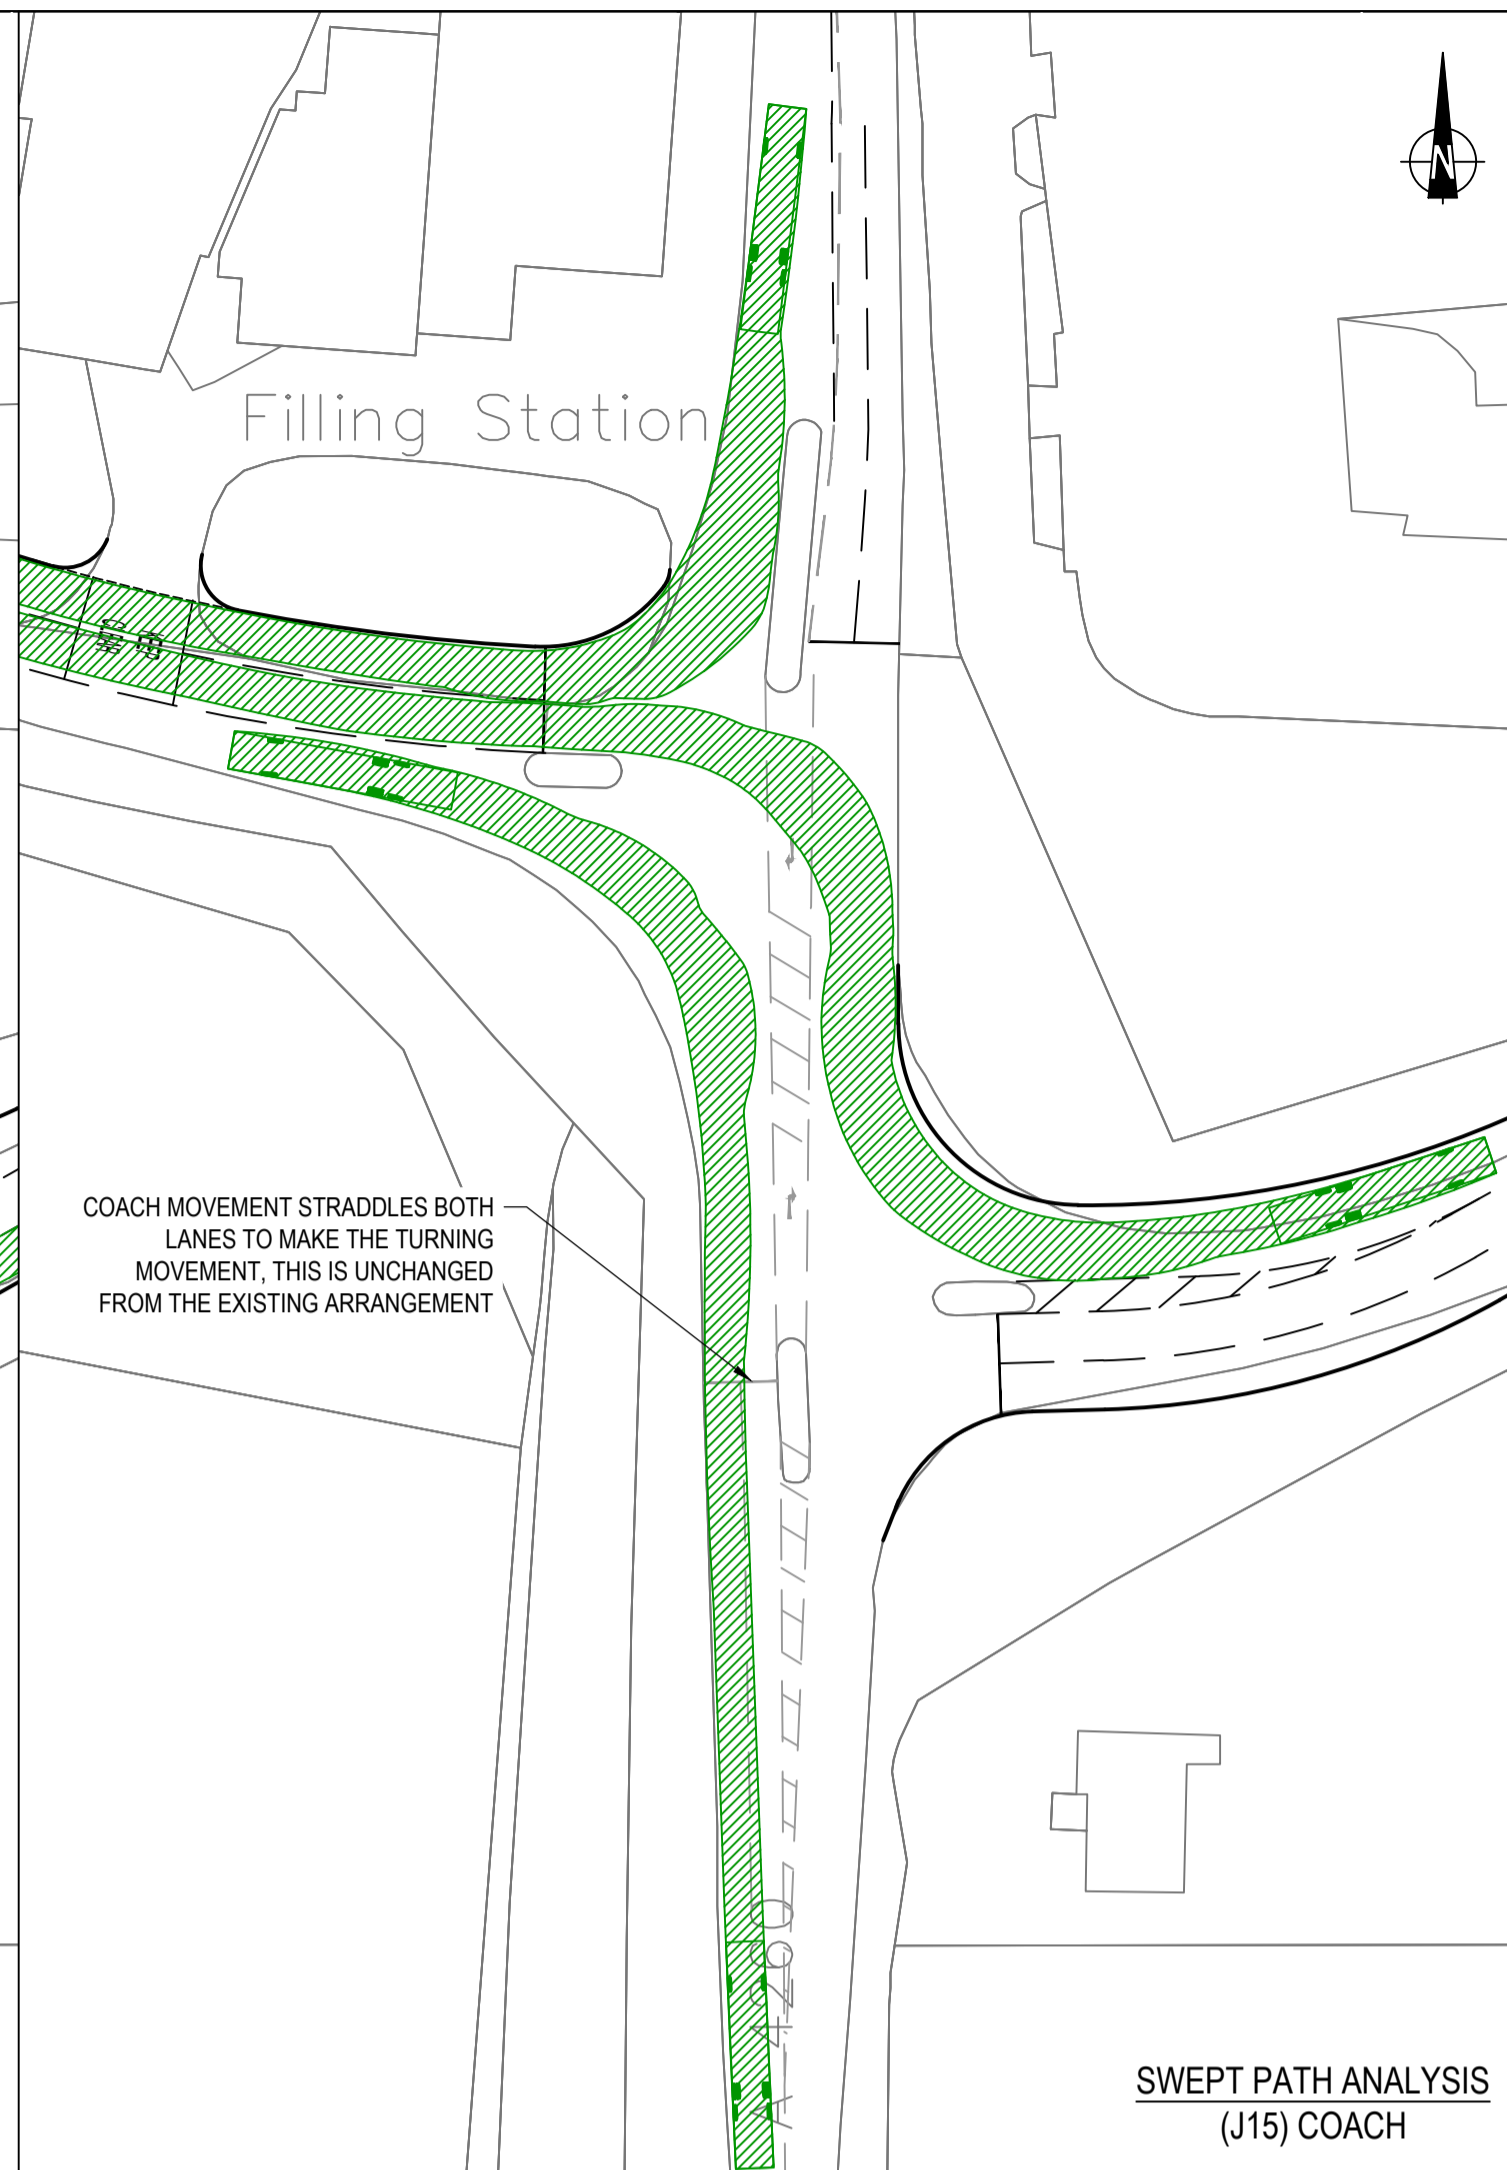 N
Filling Station
COACH MOVEMENT STRADDLES BOTH
LANES TO MAKE THE TURNING
MOVEMENT, THIS IS UNCHANGED
FROM THE EXISTING ARRANGEMENT
A 4260
SWEPT PATH ANALYSIS
(J15) COACH